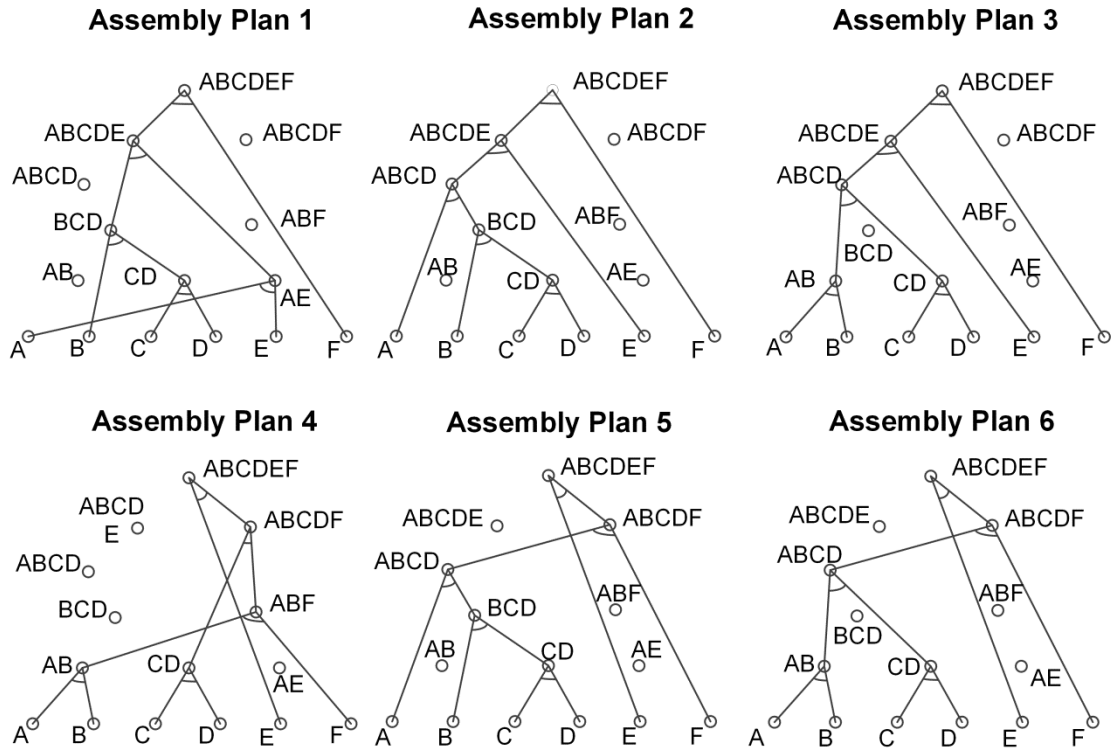 Assembly Plan 1
ABCDEF
ABCDE
ABCDF
ABCD
BCD
ABF
AB
CD
AE
A B C D E F
Assembly Plan 2
ABCDEF
ABCDE
ABCDF
ABCD
BCD
ABF
AB
CD
AE
A B C D E F
Assembly Plan 3
ABCDEF
ABCDE
ABCDF
ABCD
ABF
BCD
AB
CD
AE
A B C D E F
Assembly Plan 4
ABCDEF
ABCD
E
ABCDF
ABCD
BCD
ABF
AB
CD
AE
A B C D E F
Assembly Plan 5
ABCDEF
ABCDE
ABCDF
ABCD
ABF
BCD
AB
CD
AE
A B C D E F
Assembly Plan 6
ABCDEF
ABCDE
ABCDF
ABCD
ABF
BCD
AB
CD
AE
A B C D E F